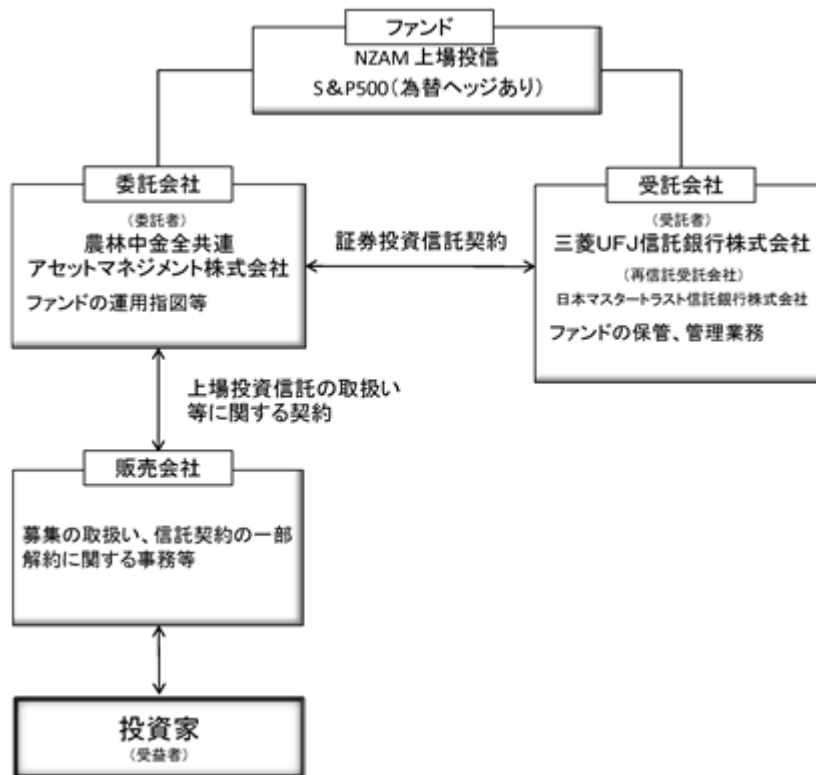 ファンド
NZAM 上場投信
S&P500(為替ヘッジあり)
委託会社
(委託者)
農林中金全共連
アセットマネジメント株式会社
ファンドの運用指図等
証券投資信託契約
受託会社
(受託者)
三菱UFJ信託銀行株式会社
(再信託受託会社)
日本マスタートラスト信託銀行株式会社
ファンドの保管、管理業務
上場投資信託の取扱い
等に関する契約
販売会社
募集の取扱い、信託契約の一部
解約に関する事務等
投資家
(受益者)